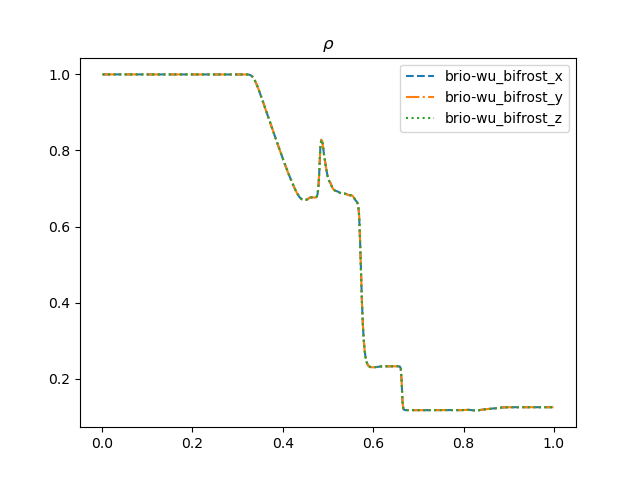 ρ
brio-wu_bifrost_x
brio-wu_bifrost_y
brio-wu_bifrost_z
1.0
0.8
0.6
0.4
0.2
0.0 0.2 0.4 0.6 0.8 1.0